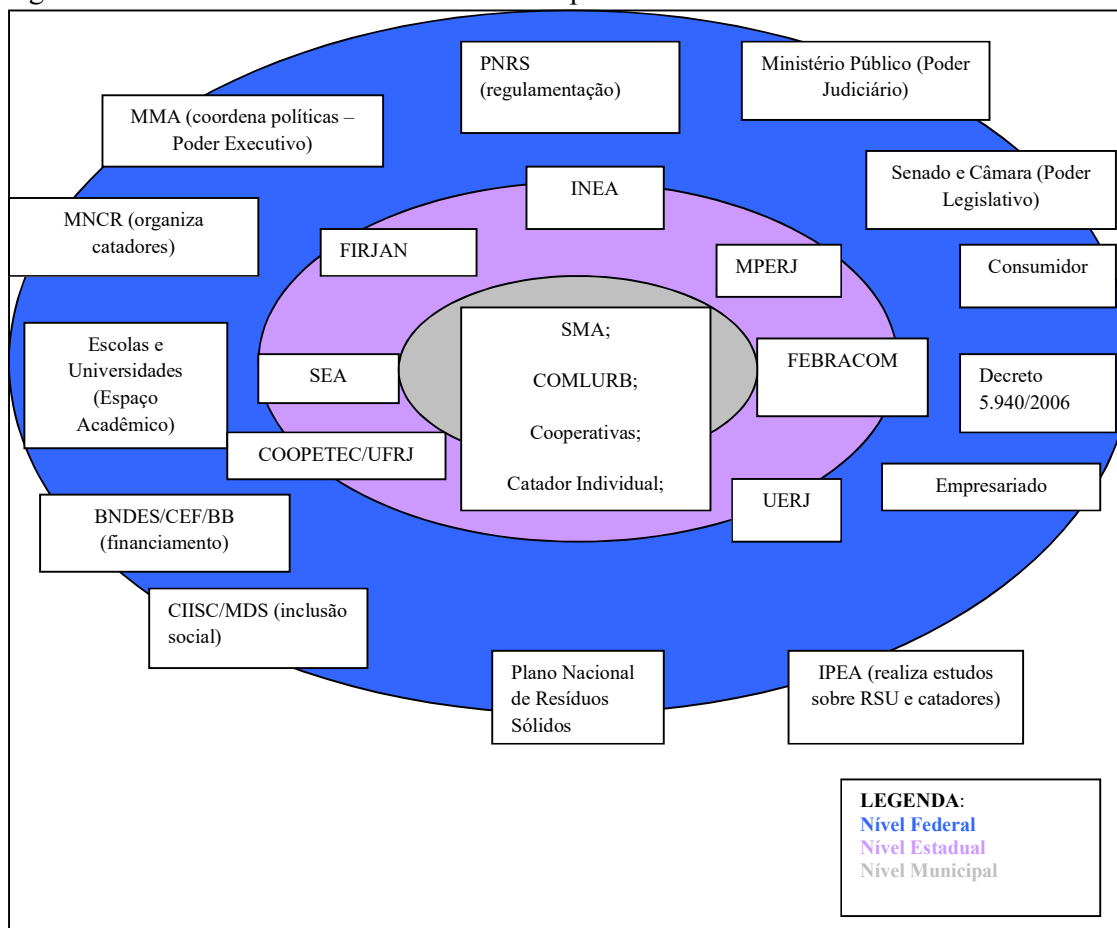 PNRS
(regulamentação)
Ministério Público (Poder
Judiciário)
MMA (coordena políticas –
Poder Executivo)
Senado e Câmara (Poder
Legislativo)
INEA
MNCR (organiza
catadores)
FIRJAN
MPERJ
Consumidor
SMA;
COMLURB;
Cooperativas;
Catador Individual;
Escolas e
Universidades
(Espaço
Acadêmico)
SEA
FEBRACOM
Decreto
5.940/2006
COOPETEC/UFRJ
UERJ
Empresariado
BNDES/CEF/BB
(financiamento)
CIISC/MDS (inclusão
social)
Plano Nacional
de Resíduos
Sólidos
IPEA (realiza estudos
sobre RSU e catadores)
LEGENDA:
Nível Federal
Nível Estadual
Nível Municipal